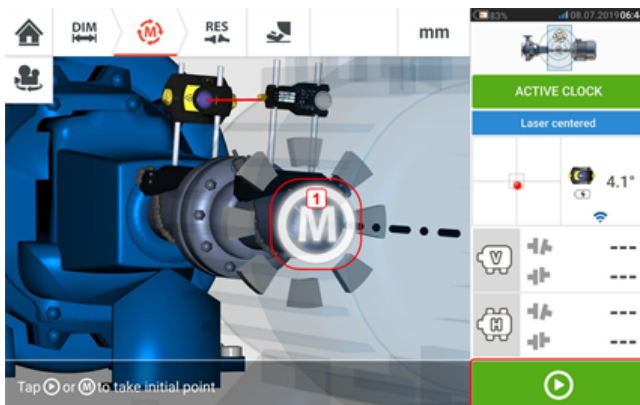 DIM
M
RES
mm
83%
08.07.2019 06:4
ACTIVE CLOCK
Laser centered
4.1°
1
M
V
---
---
H
---
---
Tap or M to take initial point